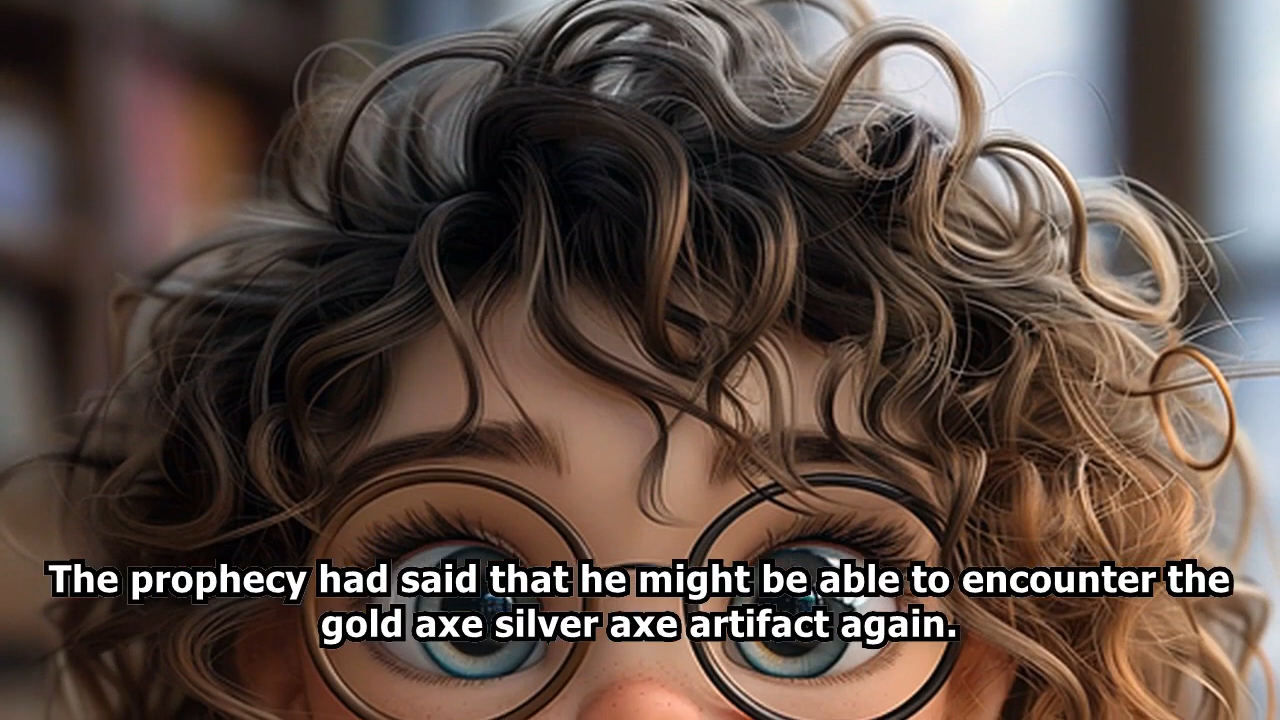 The prophecy had said that he might be able to encounter the
gold axe silver axe artifact again.